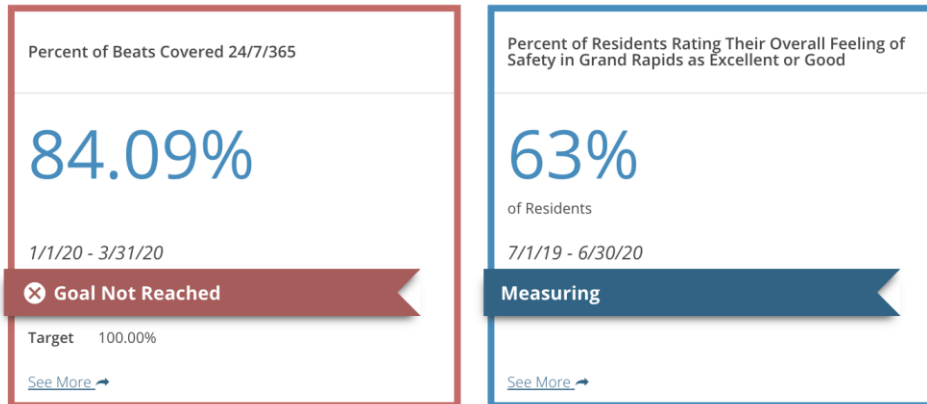 Percent of Beats Covered 24/7/365
84.09%
1/1/20 - 3/31/20
Goal Not Reached
Target 100.00%
See More
Percent of Residents Rating Their Overall Feeling of
Safety in Grand Rapids as Excellent or Good
63%
of Residents
7/1/19 - 6/30/20
Measuring
See More